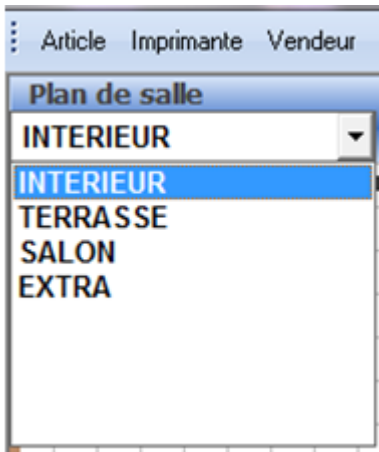 Article Imprimante Vendeur
Plan de salle
INTERIEUR
INTERIEUR
TERRASSE
SALON
EXTRA